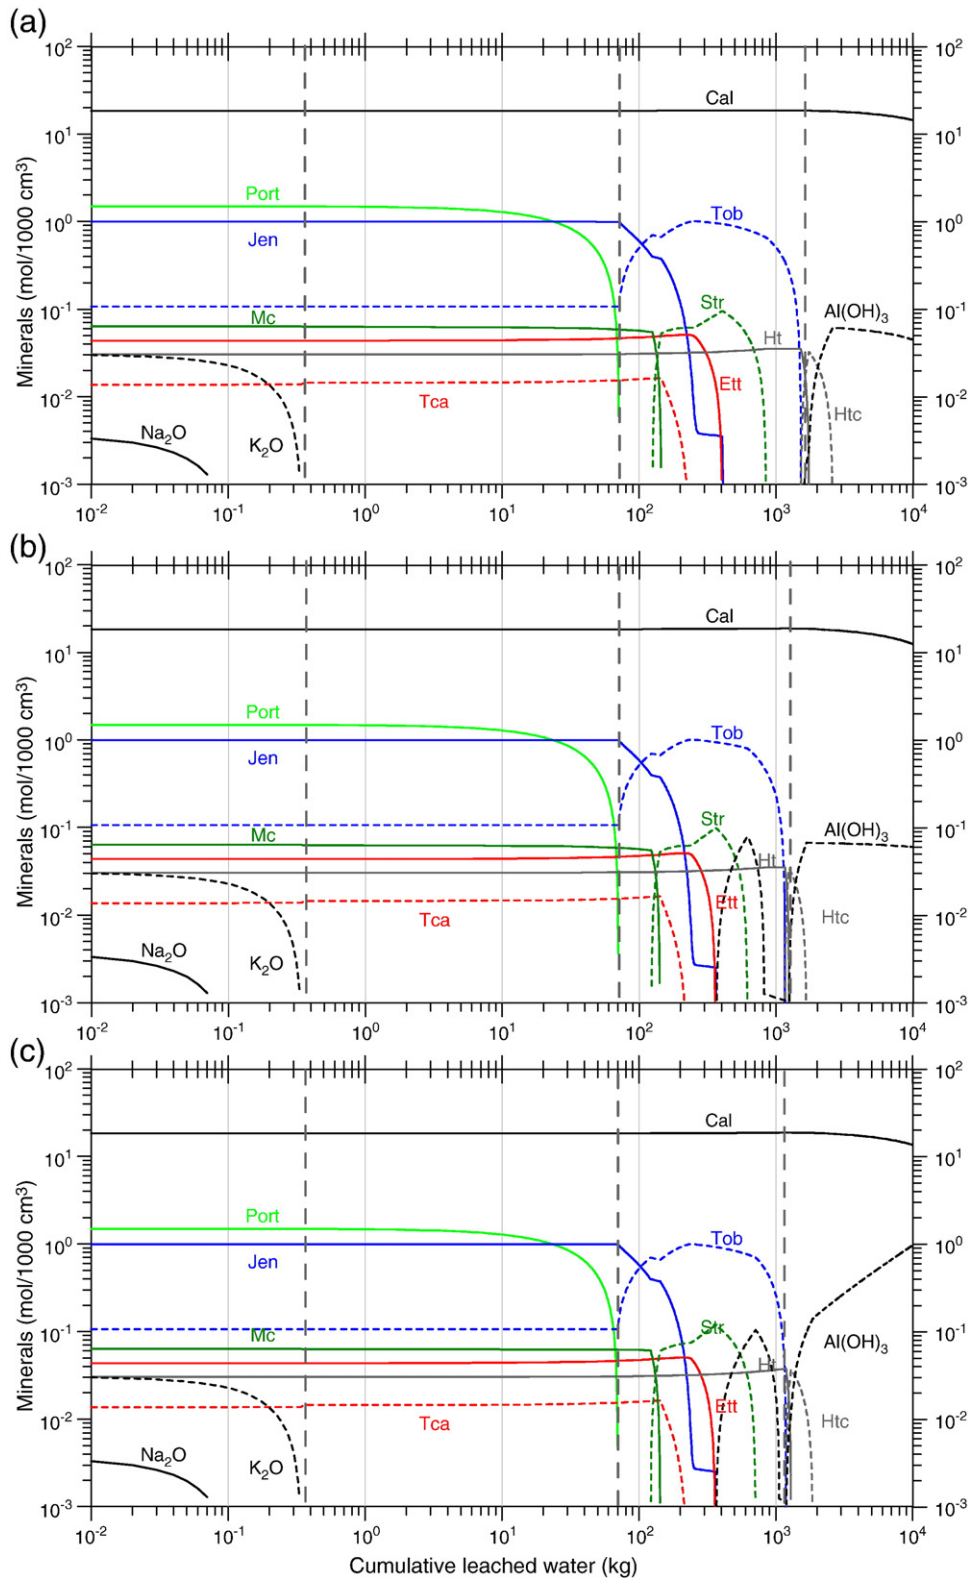 (a)
10² 10²
Cal
10¹ 10¹
Port
10⁰ Tob 10⁰
Jen
10⁻¹ Str Al(OH)₃ 10⁻¹
Mc Ht
10⁻² Tca Ett Htc 10⁻²
Na₂O K₂O
10⁻³ 10⁻³
10⁻² 10⁻¹ 10⁰ 10¹ 10² 10³ 10⁴
Minerals (mol/1000 cm³)
(b)
10² 10²
Cal
10¹ 10¹
Port
10⁰ Tob 10⁰
Jen
10⁻¹ Str Al(OH)₃ 10⁻¹
Mc Ht
10⁻² Tca Ett Htc 10⁻²
Na₂O K₂O
10⁻³ 10⁻³
10⁻² 10⁻¹ 10⁰ 10¹ 10² 10³ 10⁴
Minerals (mol/1000 cm³)
(c)
10² 10²
Cal
10¹ 10¹
Port
10⁰ Tob 10⁰
Jen
10⁻¹ Str Al(OH)₃ 10⁻¹
Mc Ht
10⁻² Tca Ett Htc 10⁻²
Na₂O K₂O
10⁻³ 10⁻³
10⁻² 10⁻¹ 10⁰ 10¹ 10² 10³ 10⁴
Minerals (mol/1000 cm³)
Cumulative leached water (kg)